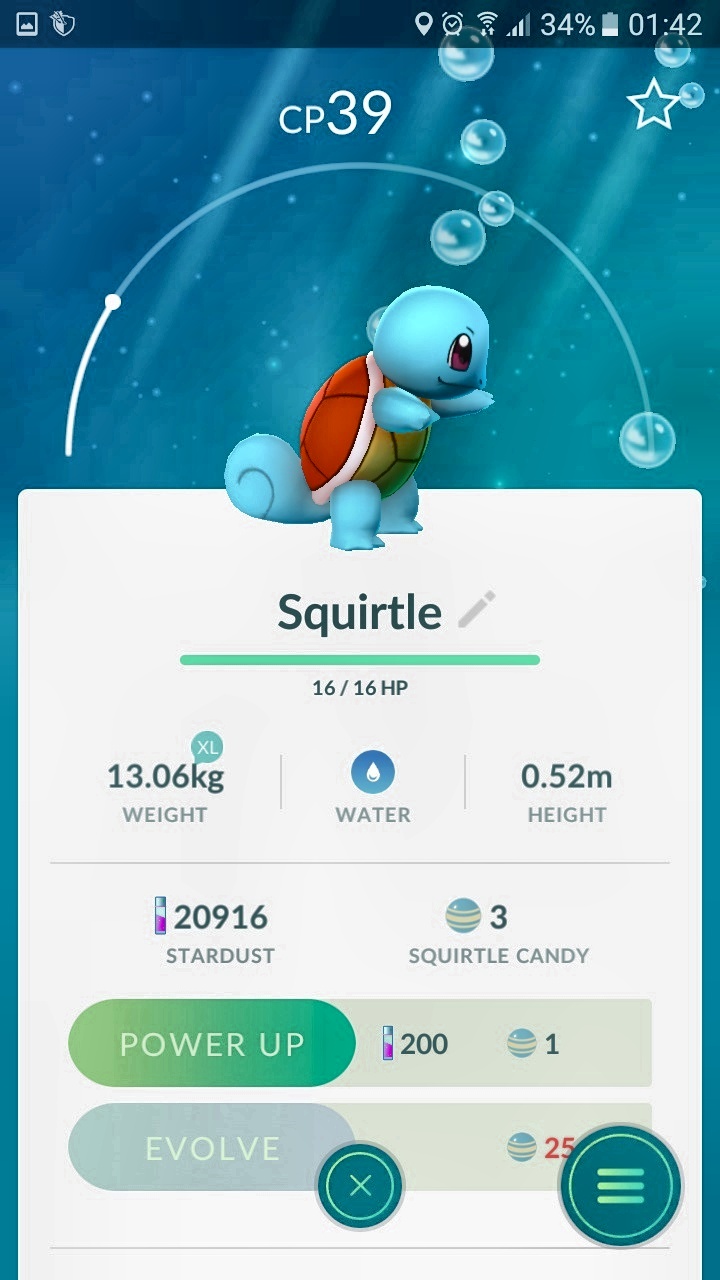 34% 01:42
CP39
Squirtle
16 / 16 HP
XL
13.06kg 0.52m
WEIGHT WATER HEIGHT
20916 3
STARDUST SQUIRTLE CANDY
POWER UP 200 1
EVOLVE 25